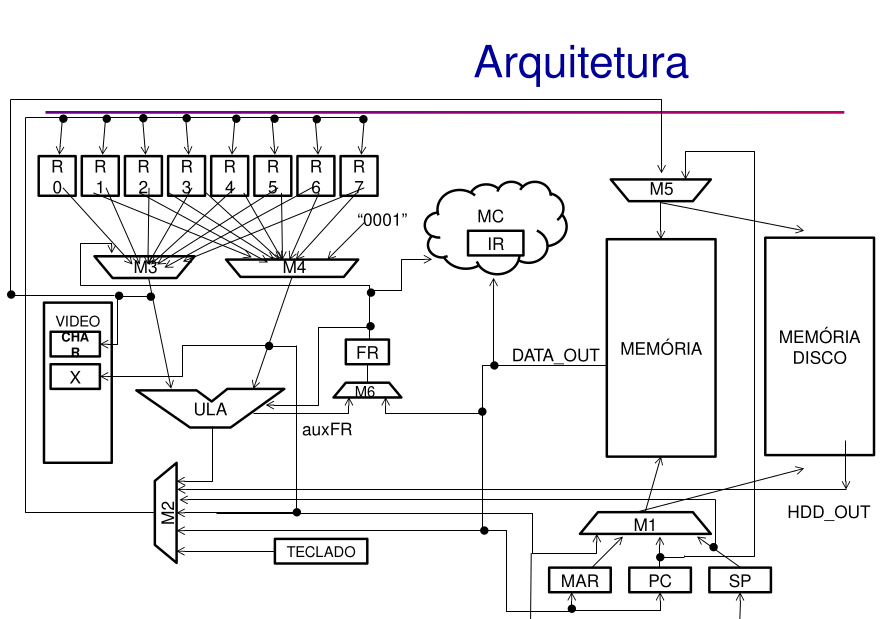 Arquitetura
R R R R R R R R
0 1 2 3 4 5 6 7
"0001"
MC
IR
M5
M3
M4
VIDEO
CHA
R
X
FR
M6
ULA
auxFR
DATA_OUT
MEMÓRIA
MEMÓRIA
DISCO
M2
HDD_OUT
M1
TECLADO
MAR
PC
SP